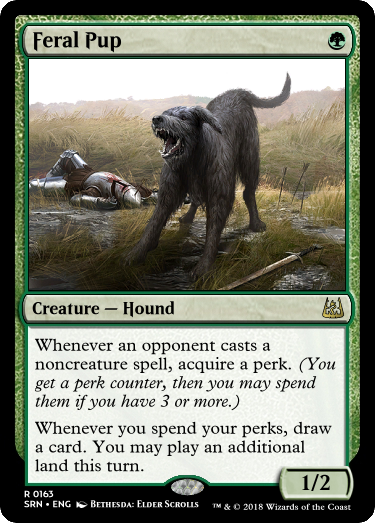 Feral Pup
Creature — Hound
Whenever an opponent casts a
noncreature spell, acquire a perk. (You
get a perk counter, then you may spend
them if you have 3 or more.)
Whenever you spend your perks, draw
a card. You may play an additional
land this turn.
1/2
R 0163
SRN • ENG Bethesda: Elder Scrolls
™ & © 2018 Wizards of the Coast